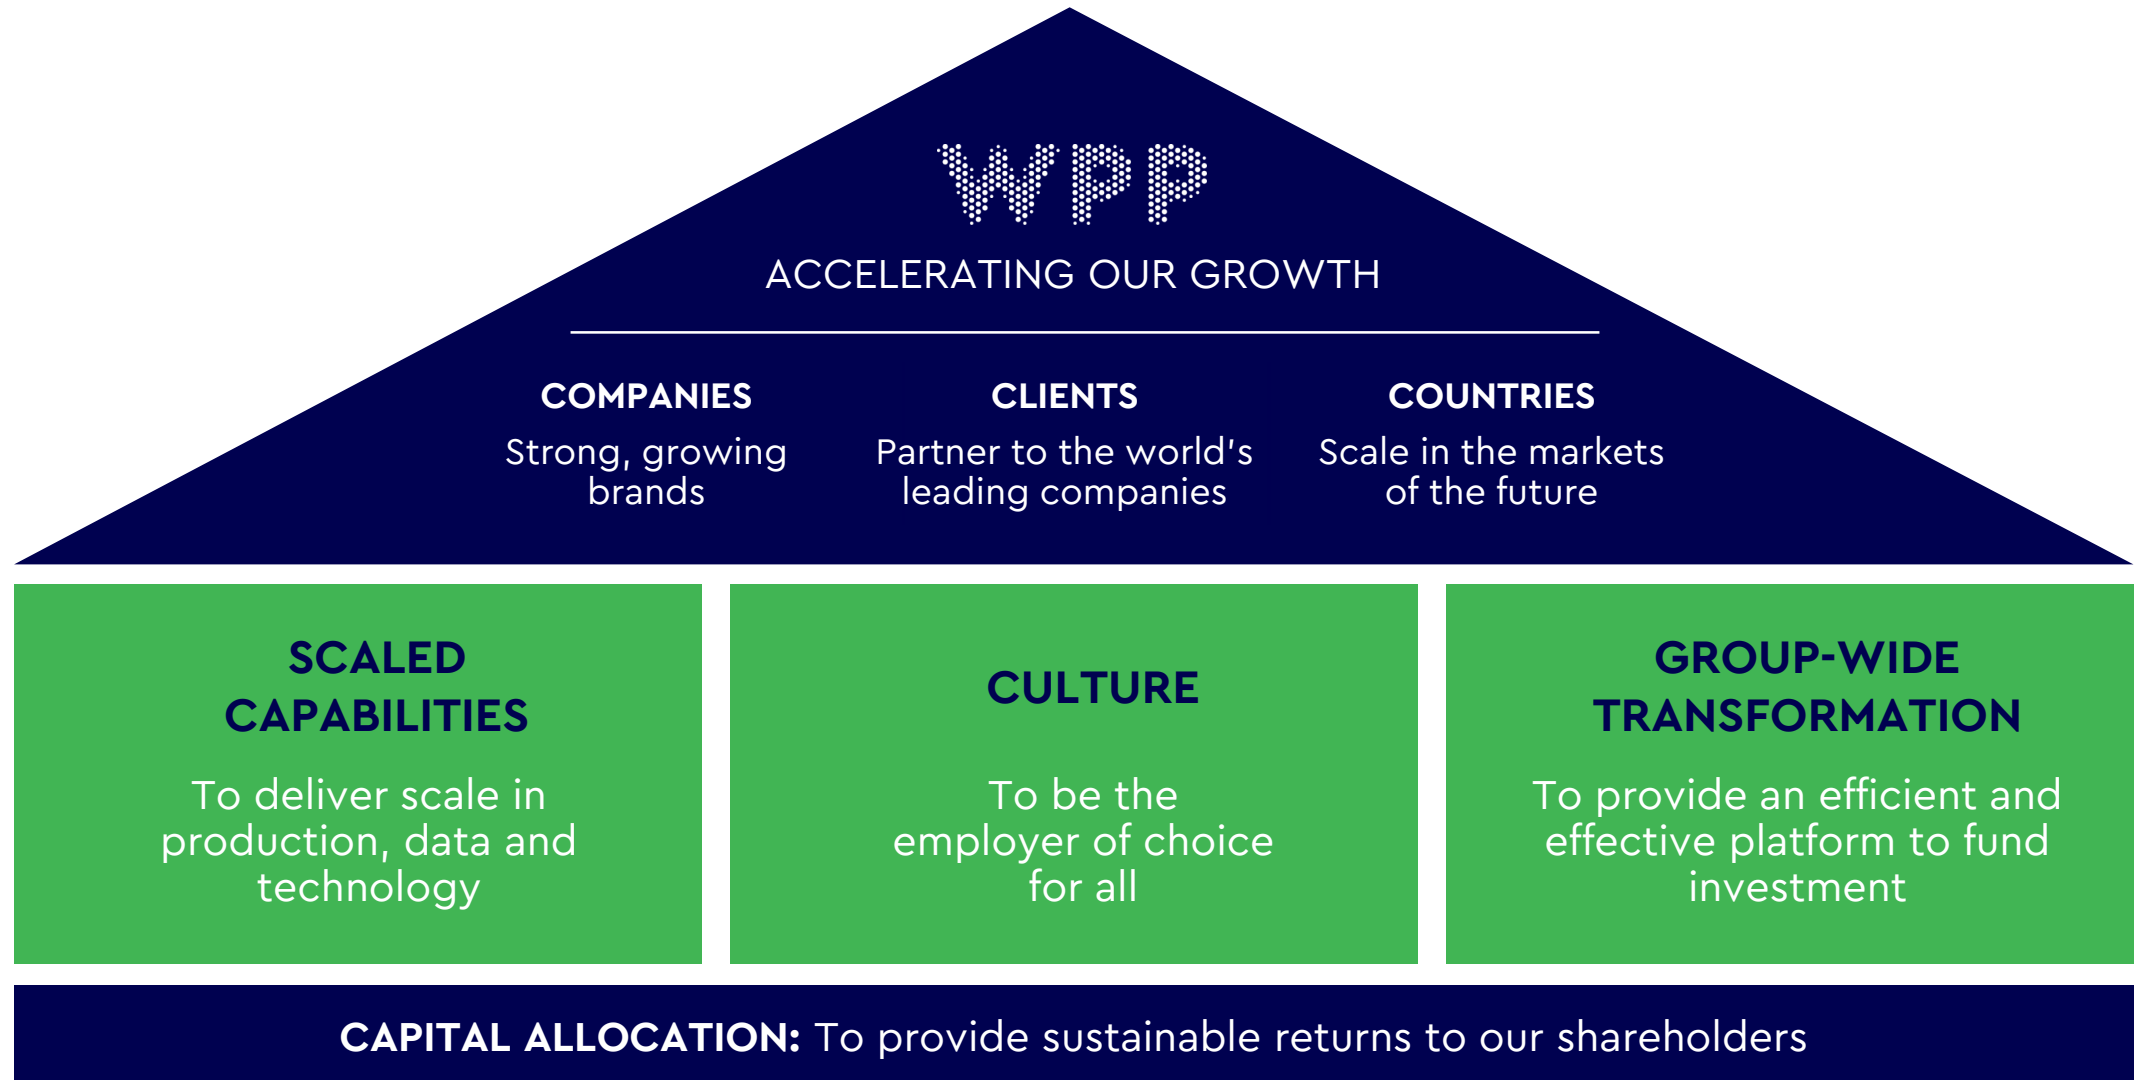 WPP
ACCELERATING OUR GROWTH
COMPANIES
Strong, growing
brands
CLIENTS
Partner to the world's
leading companies
COUNTRIES
Scale in the markets
of the future
SCALED
CAPABILITIES
To deliver scale in
production, data and
technology
CULTURE
To be the
employer of choice
for all
GROUP-WIDE
TRANSFORMATION
To provide an efficient and
effective platform to fund
investment
CAPITAL ALLOCATION: To provide sustainable returns to our shareholders